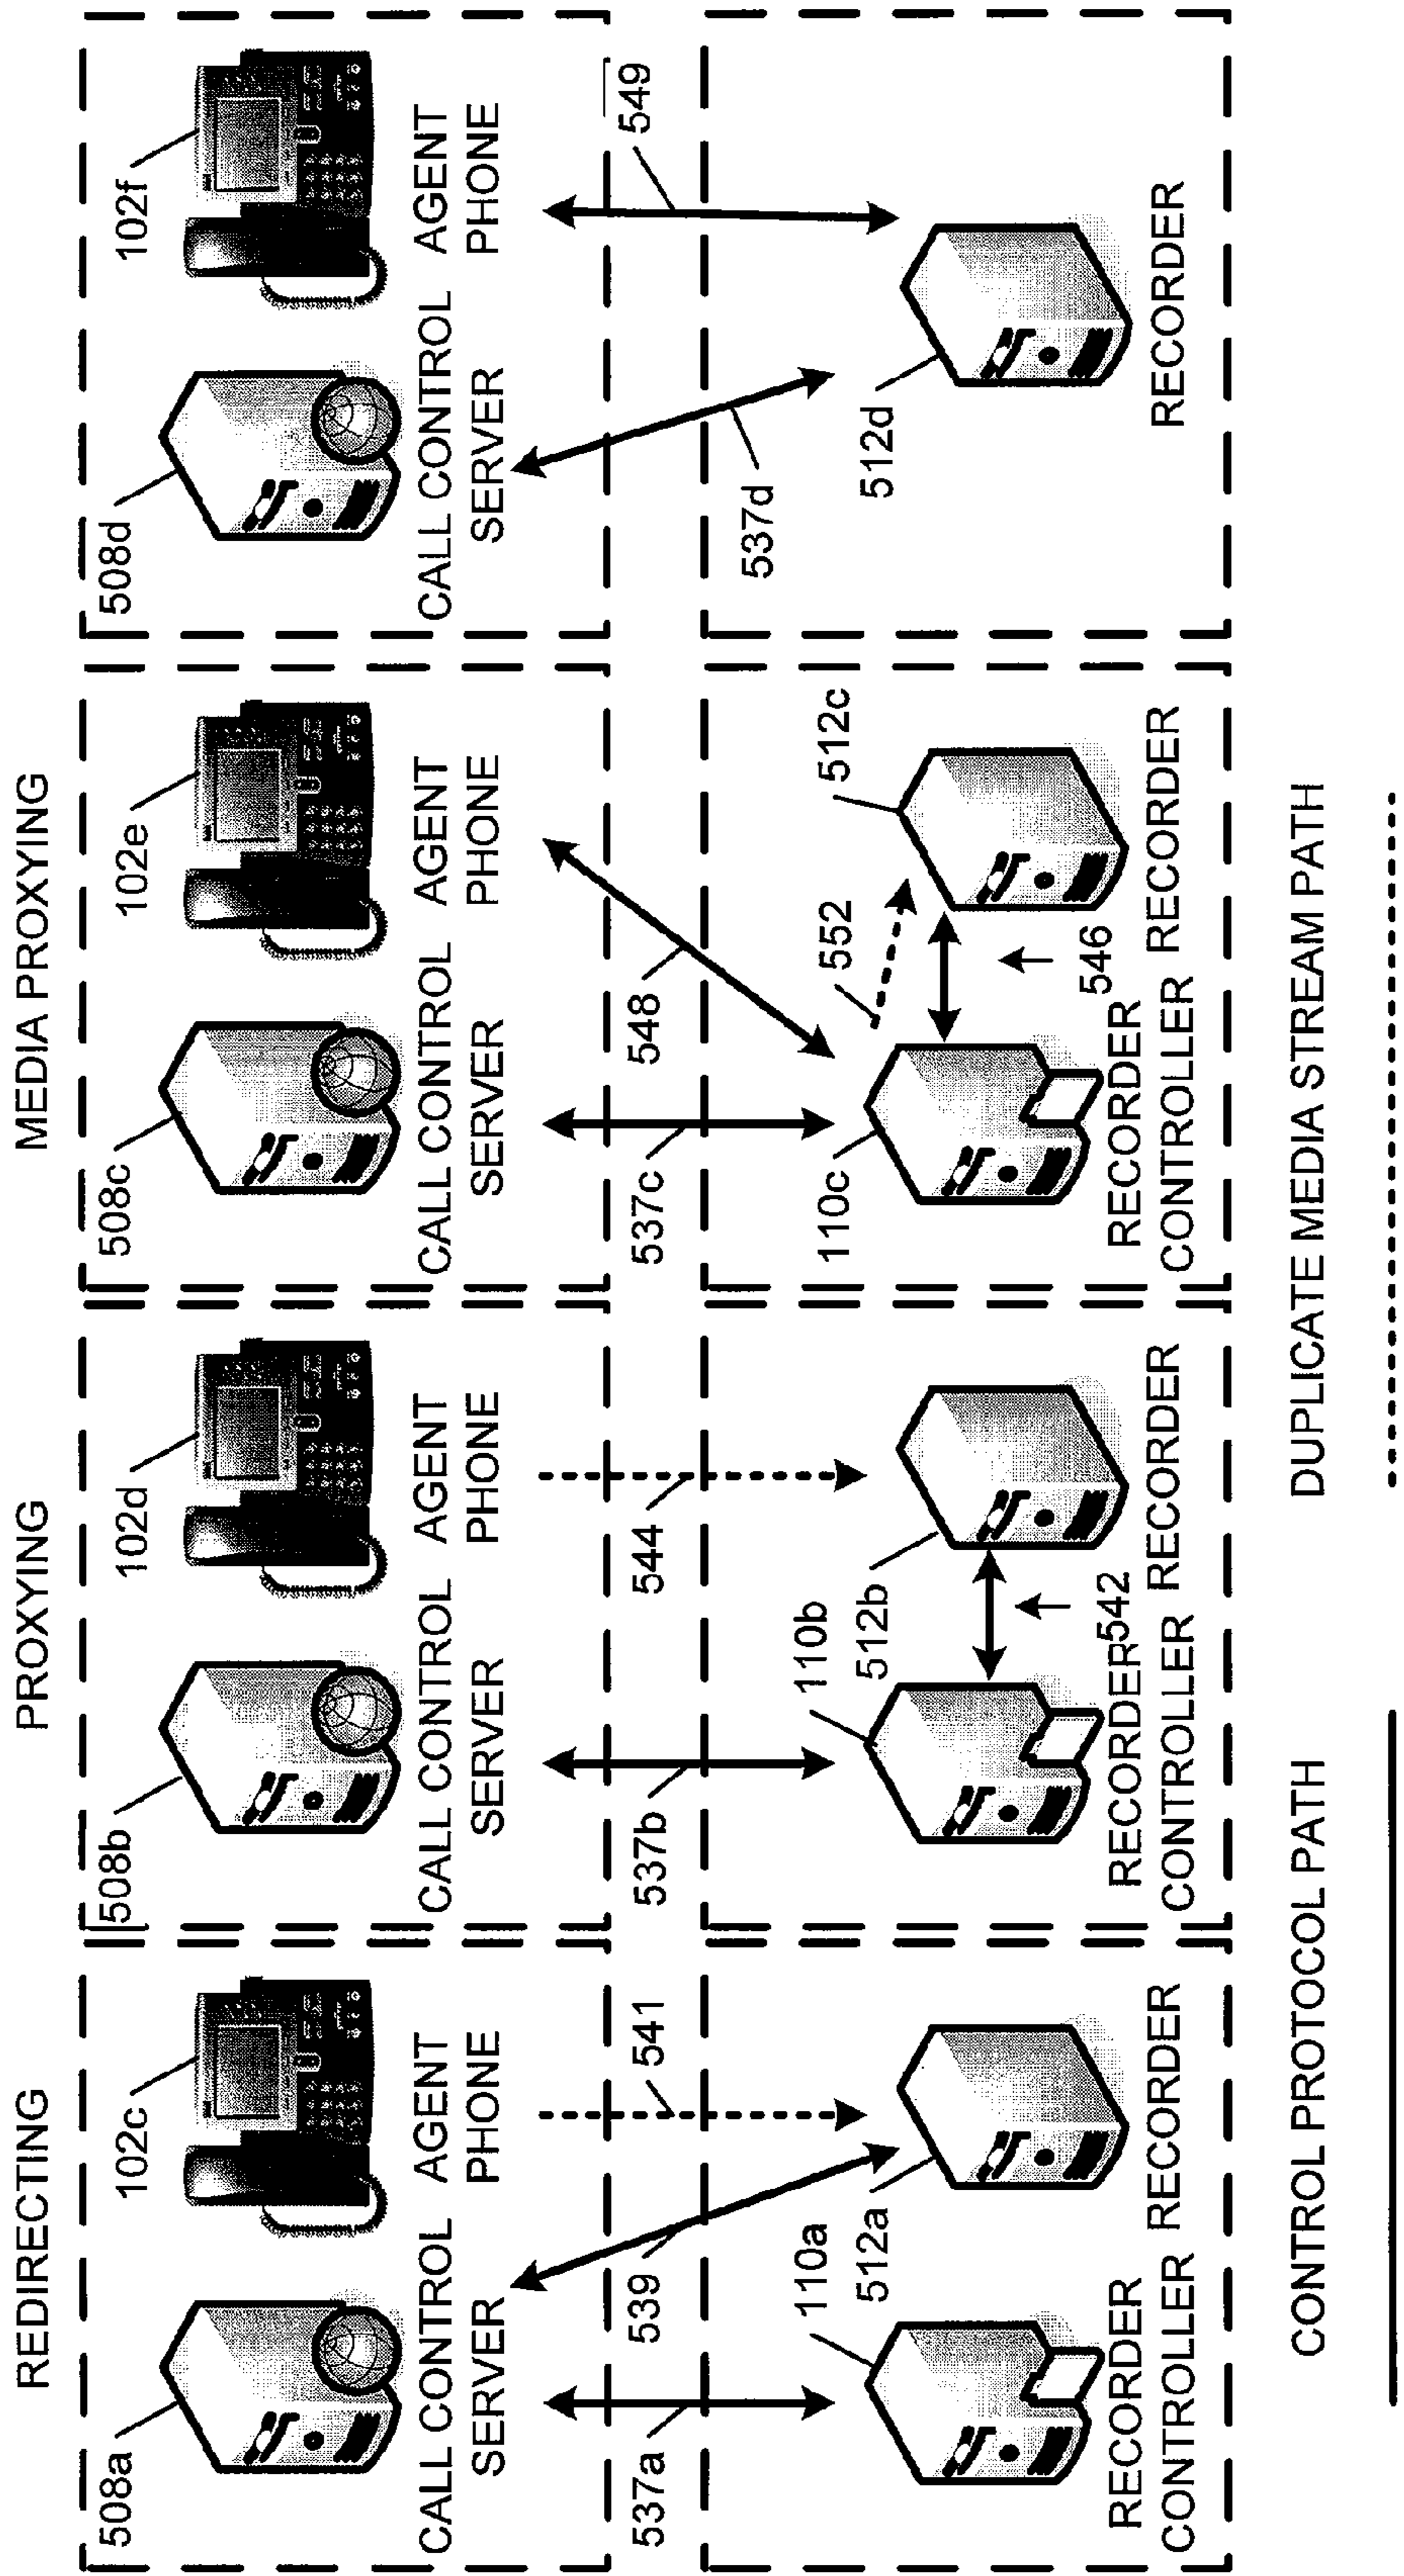 REDIRECTING
PROXYING
MEDIA PROXYING
508a
102c
CALL CONTROL
SERVER
AGENT
PHONE
537a
539
541
110a
512a
RECORDER
CONTROLLER
RECORDER
508b
102d
CALL CONTROL
SERVER
AGENT
PHONE
537b
544
110b
512b
542
RECORDER
CONTROLLER
RECORDER
508c
102e
CALL CONTROL
SERVER
AGENT
PHONE
537c
548
110c
552
512c
546
RECORDER
CONTROLLER
RECORDER
508d
102f
CALL CONTROL
SERVER
AGENT
PHONE
537d
549
512d
RECORDER
CONTROL PROTOCOL PATH
DUPLICATE MEDIA STREAM PATH